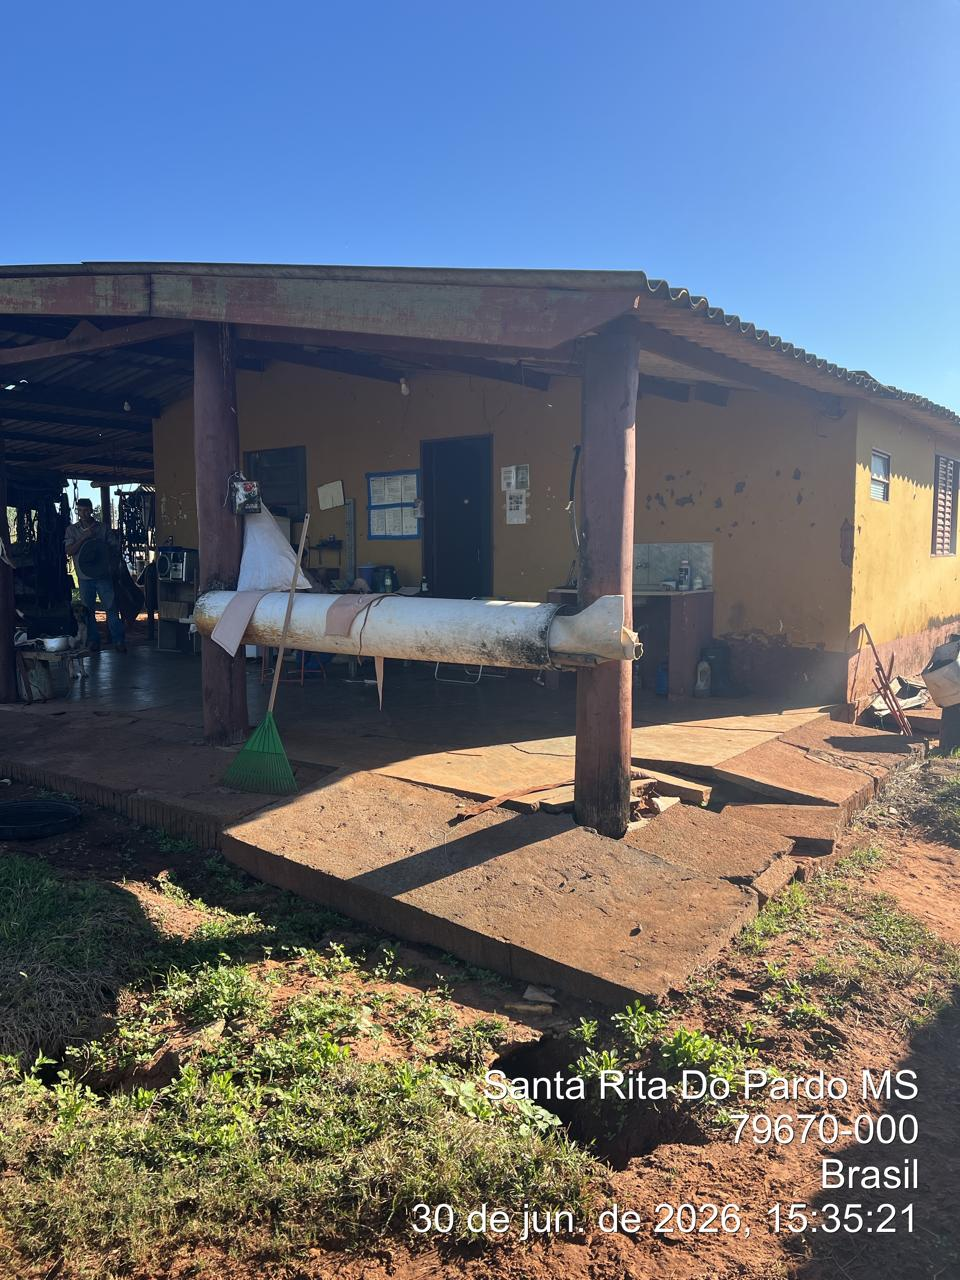 Santa Rita Do Pardo MS
79670-000
Brasil
30 de jun. de 2026, 15:35:21